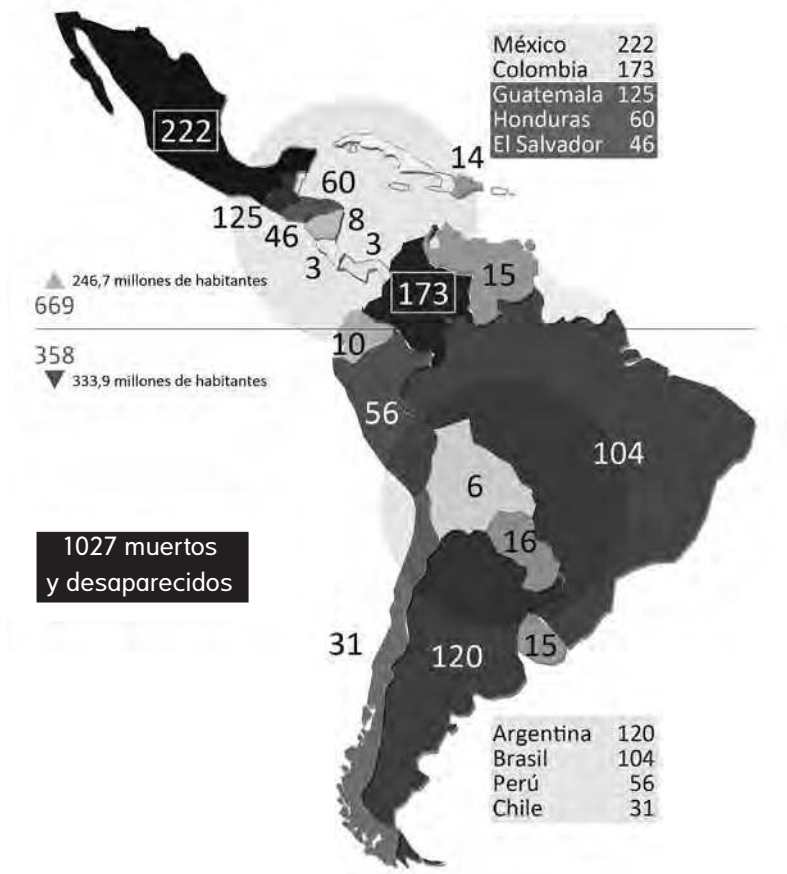 México 222
Colombia 173
Guatemala 125
Honduras 60
El Salvador 46
222
14
60
125
8
46
3
3
15
173
246,7 millones de habitantes
669
10
358
333,9 millones de habitantes
56
104
6
1027 muertos
y desaparecidos
16
31
120
15
Argentina 120
Brasil 104
Perú 56
Chile 31